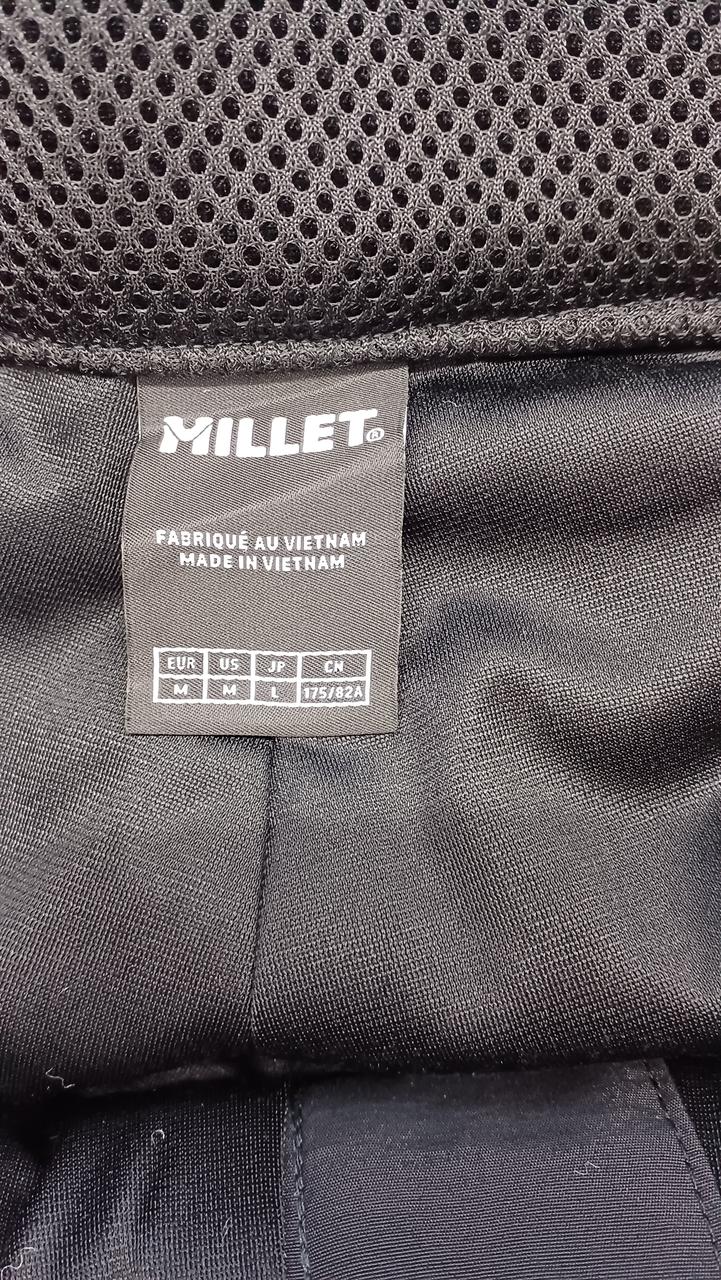 MILLET®
FABRIQUÉ AU VIETNAM
MADE IN VIETNAM
EUR US JP CN
M M L 175/82A